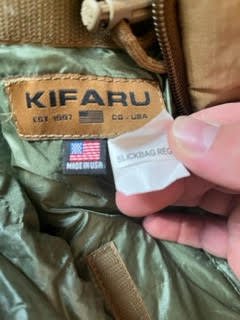 KIFARU
EST 1997 CO - USA
MADE IN USA
SLICKBAG REG